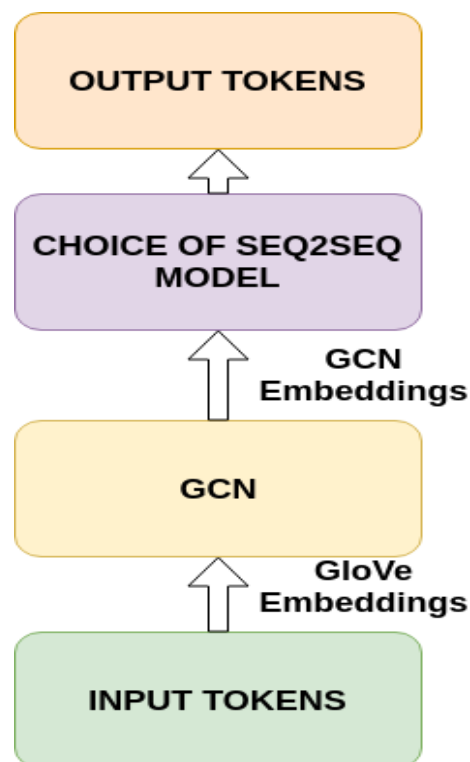 OUTPUT TOKENS
CHOICE OF SEQ2SEQ
MODEL
GCN
Embeddings
GCN
GloVe
Embeddings
INPUT TOKENS